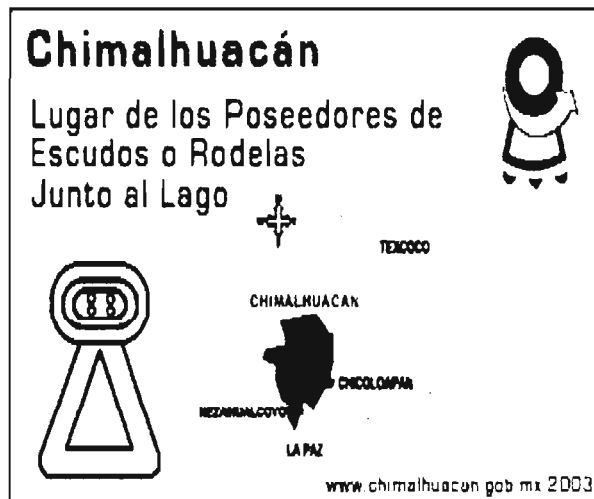 Chimalhuacán
Lugar de los Poseedores de
Escudos o Rodelas
Junto al Lago
TEXCOCO
CHIMALHUACAN
CHICOLOAPAN
NEZAHUALCOYO
LA PAZ
www.chimalhuacan gob mx 2003